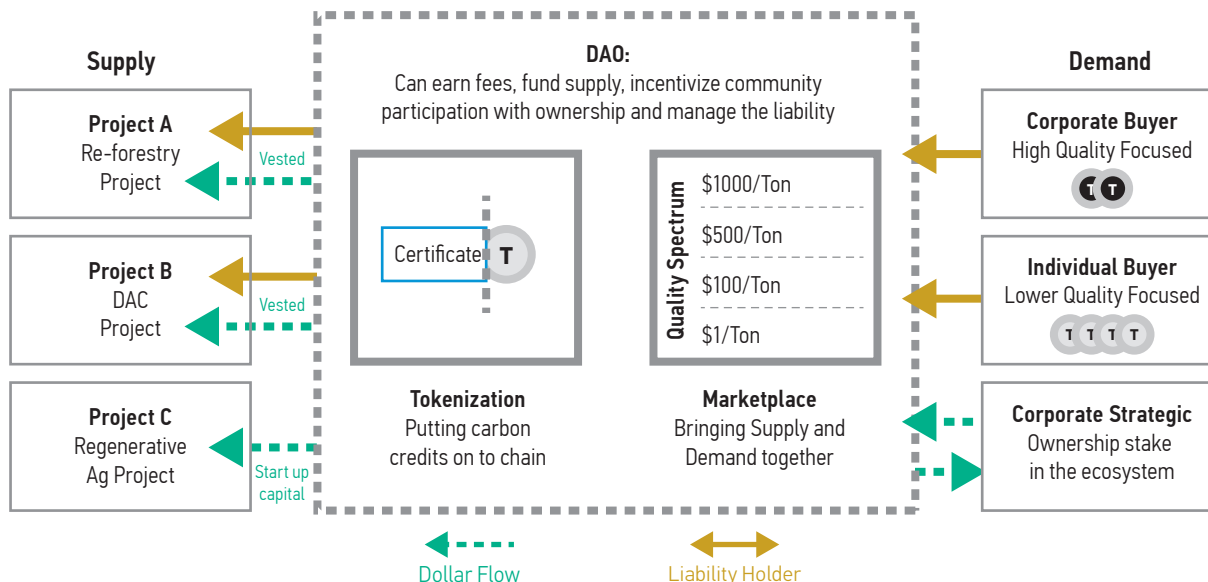 Supply
Project A
Re-forestry
Project
Vested
Project B
DAC
Project
Vested
Project C
Regenerative
Ag Project
Start up
capital
DAO:
Can earn fees, fund supply, incentivize community
participation with ownership and manage the liability
Certificate
T
Tokenization
Putting carbon
credits on to chain
Quality Spectrum
$1000/Ton
$500/Ton
$100/Ton
$1/Ton
Marketplace
Bringing Supply and
Demand together
Demand
Corporate Buyer
High Quality Focused
T T
Individual Buyer
Lower Quality Focused
T T T T
Corporate Strategic
Ownership stake
in the ecosystem
Dollar Flow
Liability Holder